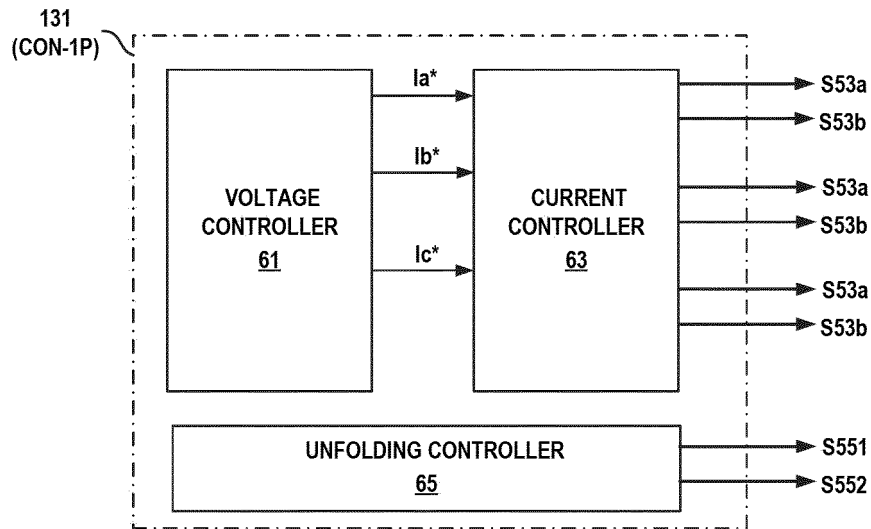 131
(CON-1P)
Ia*
Ib*
Ic*
VOLTAGE
CONTROLLER
61
CURRENT
CONTROLLER
63
S53a
S53b
S53a
S53b
S53a
S53b
UNFOLDING CONTROLLER
65
S551
S552